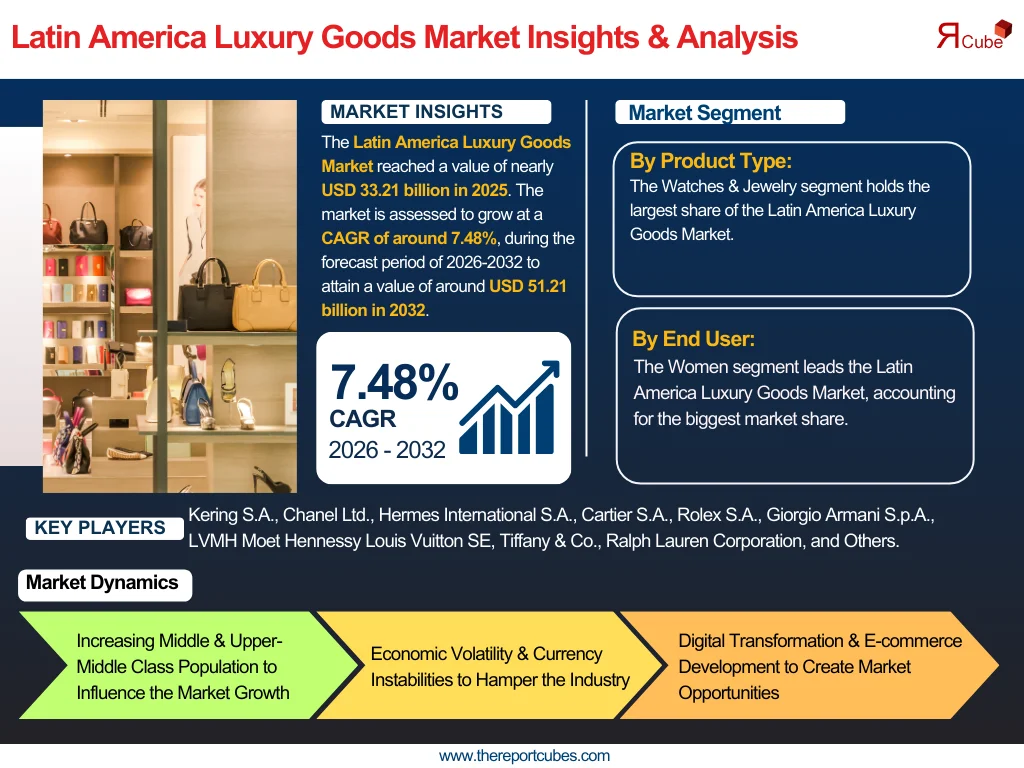 Latin America Luxury Goods Market Insights & Analysis
ЯCube
MARKET INSIGHTS
The Latin America Luxury Goods
Market reached a value of nearly
USD 33.21 billion in 2025. The
market is assessed to grow at a
CAGR of around 7.48%, during the
forecast period of 2026-2032 to
attain a value of around USD 51.21
billion in 2032.
7.48%
CAGR
2026 - 2032
Market Segment
By Product Type:
The Watches & Jewelry segment holds the
largest share of the Latin America Luxury
Goods Market.
By End User:
The Women segment leads the Latin
America Luxury Goods Market, accounting
for the biggest market share.
KEY PLAYERS
Kering S.A., Chanel Ltd., Hermes International S.A., Cartier S.A., Rolex S.A., Giorgio Armani S.p.A.,
LVMH Moet Hennessy Louis Vuitton SE, Tiffany & Co., Ralph Lauren Corporation, and Others.
Market Dynamics
Increasing Middle & Upper-
Middle Class Population to
Influence the Market Growth
Economic Volatility & Currency
Instabilities to Hamper the Industry
Digital Transformation & E-commerce
Development to Create Market
Opportunities
www.thereportcubes.com